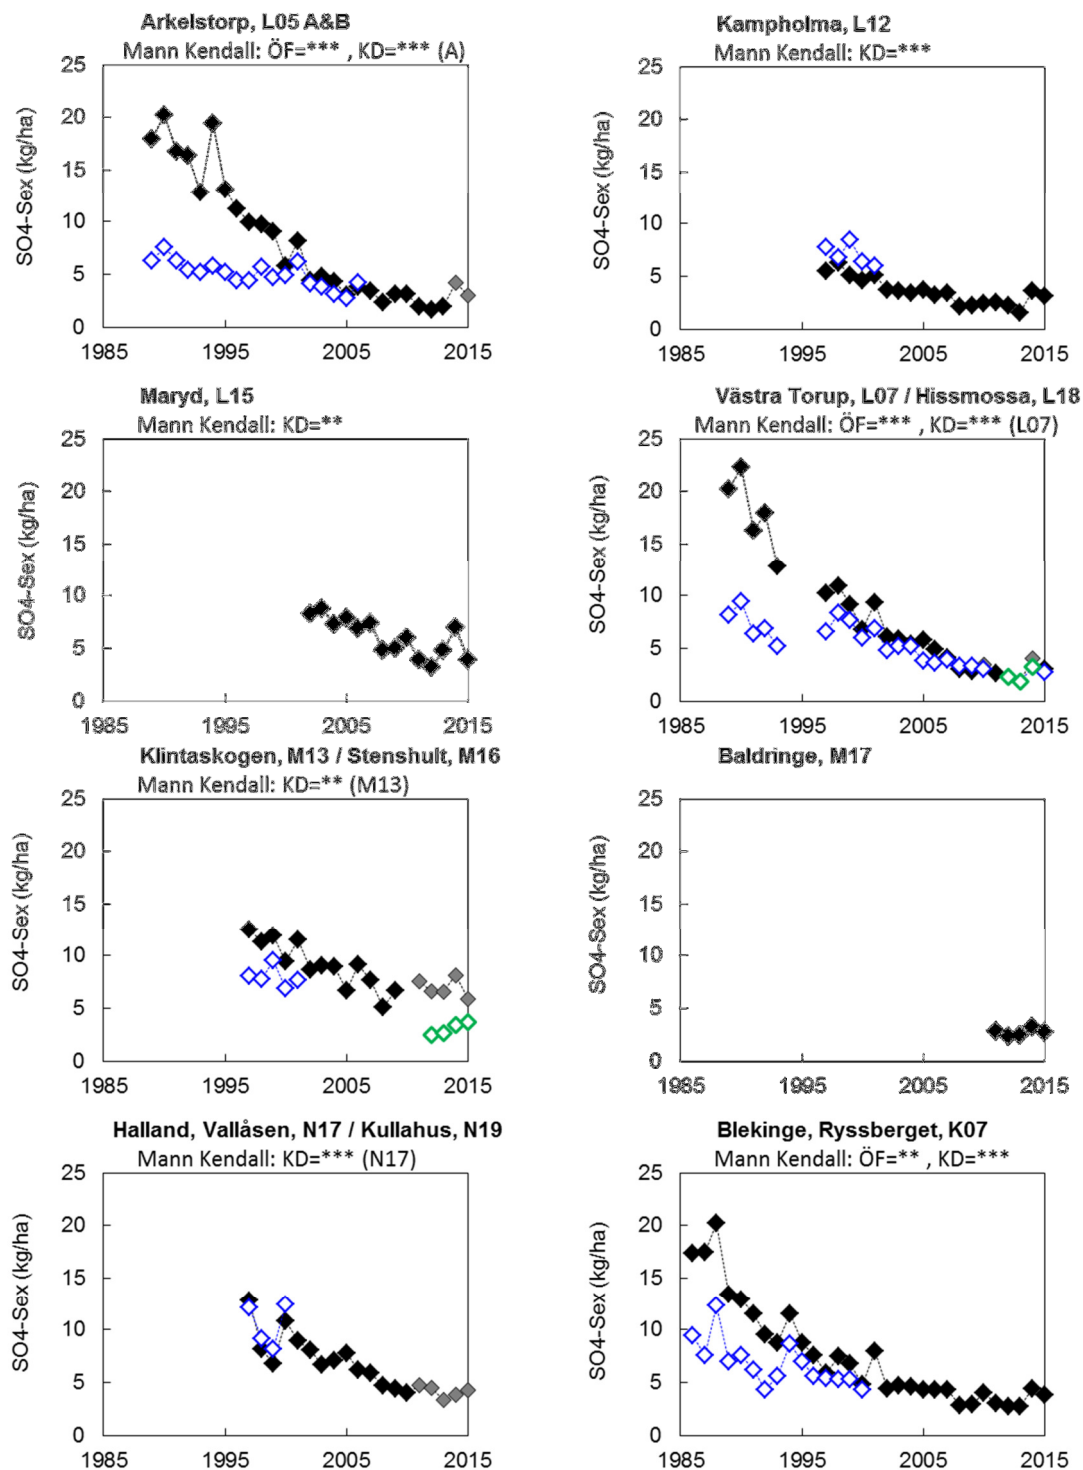 Arkelstorp, L05 A&B
Mann Kendall: ÖF=*** , KD=*** (A)
SO4-Sex (kg/ha)
25
20
15
10
5
0
1985 1995 2005 2015
Kampholma, L12
Mann Kendall: KD=***
SO4-Sex (kg/ha)
25
20
15
10
5
0
1985 1995 2005 2015
Maryd, L15
Mann Kendall: KD=**
SO4-Sex (kg/ha)
25
20
15
10
5
0
1985 1995 2005 2015
Västra Torup, L07 / Hissmossa, L18
Mann Kendall: ÖF=*** , KD=*** (L07)
SO4-Sex (kg/ha)
25
20
15
10
5
0
1985 1995 2005 2015
Klintaskogen, M13 / Stenshult, M16
Mann Kendall: KD=** (M13)
SO4-Sex (kg/ha)
25
20
15
10
5
0
1985 1995 2005 2015
Baldringe, M17
SO4-Sex (kg/ha)
25
20
15
10
5
0
1985 1995 2005 2015
Halland, Vallåsen, N17 / Kullahus, N19
Mann Kendall: KD=*** (N17)
SO4-Sex (kg/ha)
25
20
15
10
5
0
1985 1995 2005 2015
Blekinge, Ryssberget, K07
Mann Kendall: ÖF=** , KD=***
SO4-Sex (kg/ha)
25
20
15
10
5
0
1985 1995 2005 2015